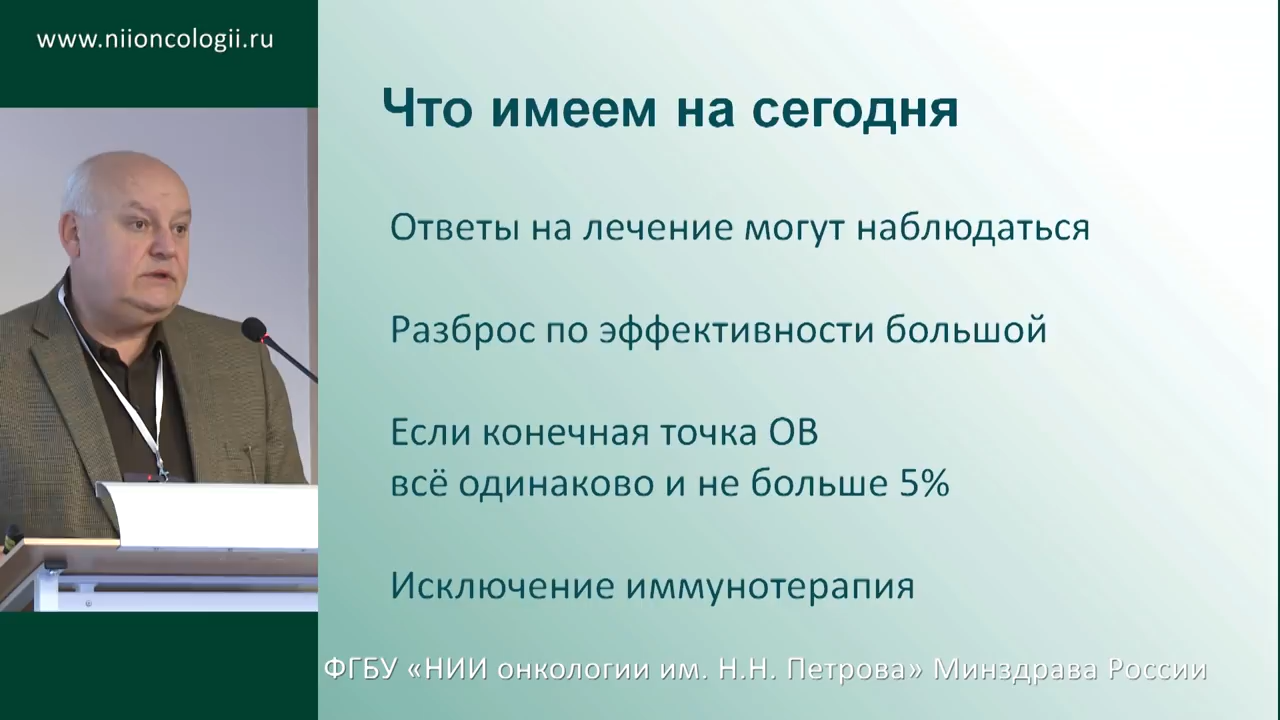 www.niioncologii.ru
Что имеем на сегодня
Ответы на лечение могут наблюдаться
Разброс по эффективности большой
Если конечная точка ОВ
всё одинаково и не больше 5%
Исключение иммунотерапия
ФГБУ «НИИ онкологии им. Н.Н. Петрова» Минздрава России